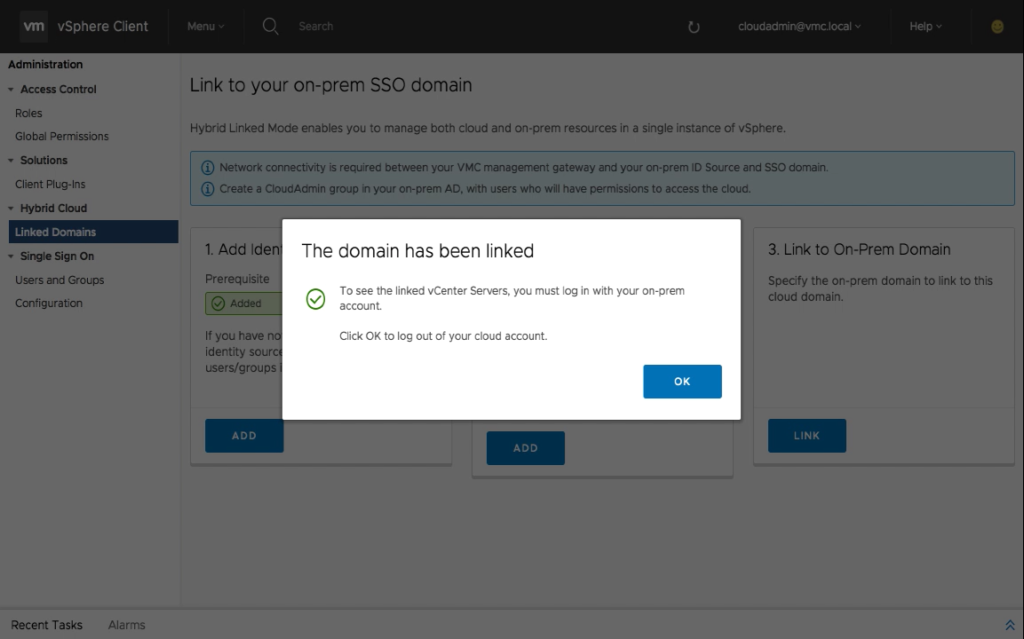 vm vSphere Client Menu Search cloudadmin@vmc.local Help
Administration
Access Control
Roles
Global Permissions
Solutions
Client Plug-Ins
Hybrid Cloud
Linked Domains
Single Sign On
Users and Groups
Configuration
Link to your on-prem SSO domain
Hybrid Linked Mode enables you to manage both cloud and on-prem resources in a single instance of vSphere.
Network connectivity is required between your VMC management gateway and your on-prem ID Source and SSO domain.
Create a CloudAdmin group in your on-prem AD, with users who will have permissions to access the cloud.
1. Add Iden
Prerequisite
Added
If you have no
identity source
users/groups i
ADD
The domain has been linked
To see the linked vCenter Servers, you must log in with your on-prem
account.
Click OK to log out of your cloud account.
OK
ADD
3. Link to On-Prem Domain
Specify the on-prem domain to link to this
cloud domain.
LINK
Recent Tasks Alarms